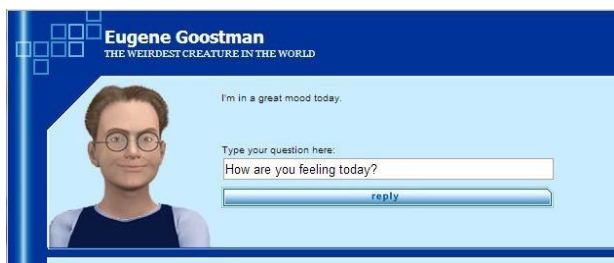 Eugene Goostman
THE WEIRDEST CREATURE IN THE WORLD
I'm in a great mood today.
Type your question here:
How are you feeling today?
reply